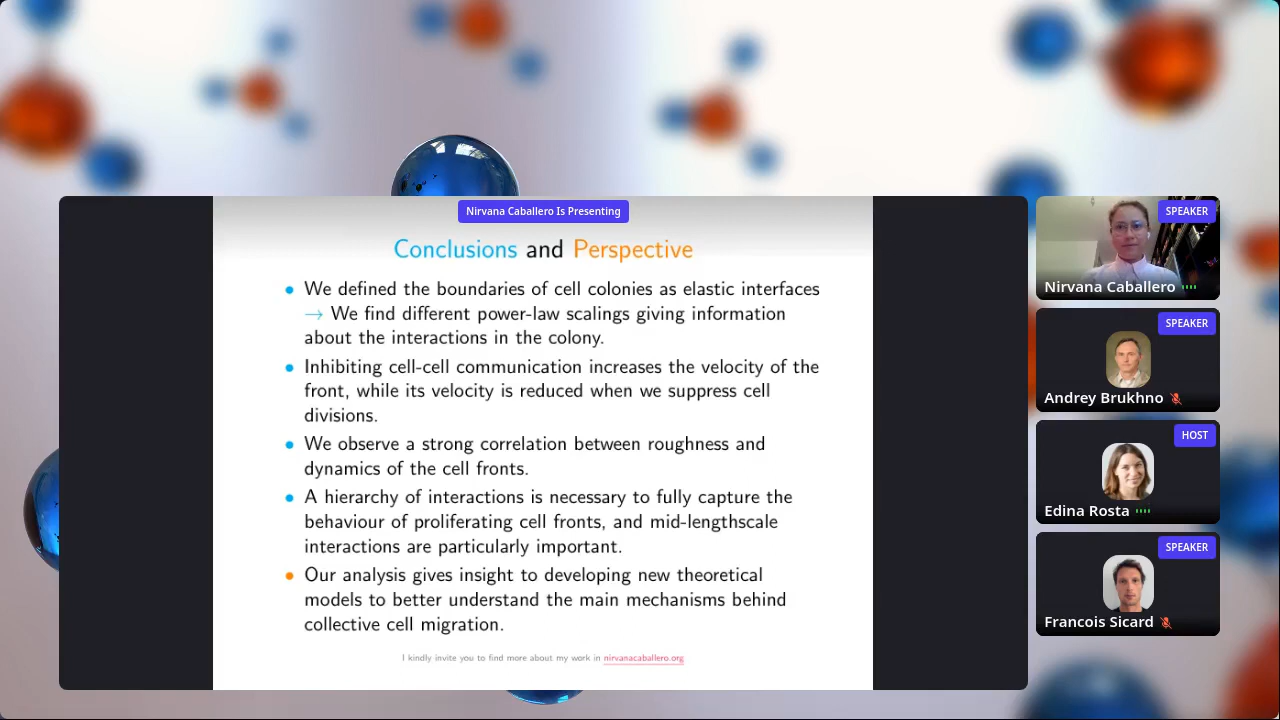 Nirvana Caballero Is Presenting
Conclusions and Perspective
• We defined the boundaries of cell colonies as elastic interfaces
→ We find different power-law scalings giving information
about the interactions in the colony.
• Inhibiting cell-cell communication increases the velocity of the
front, while its velocity is reduced when we suppress cell
divisions.
• We observe a strong correlation between roughness and
dynamics of the cell fronts.
• A hierarchy of interactions is necessary to fully capture the
behaviour of proliferating cell fronts, and mid-lengthscale
interactions are particularly important.
• Our analysis gives insight to developing new theoretical
models to better understand the main mechanisms behind
collective cell migration.
I kindly invite you to find more about my work in nirvanacaballero.org
SPEAKER
Nirvana Caballero
SPEAKER
Andrey Brukhno
HOST
Edina Rosta
SPEAKER
Francois Sicard